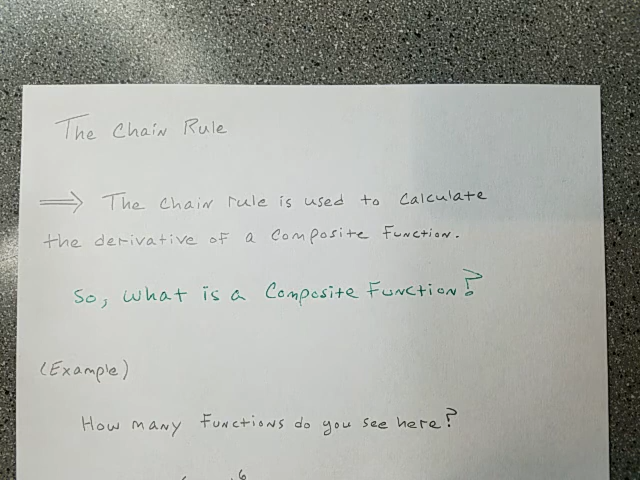 The Chain Rule
⇒ The chain rule is used to calculate
the derivative of a composite function.
So, what is a Composite Function?
(Example)
How many functions do you see here?
6